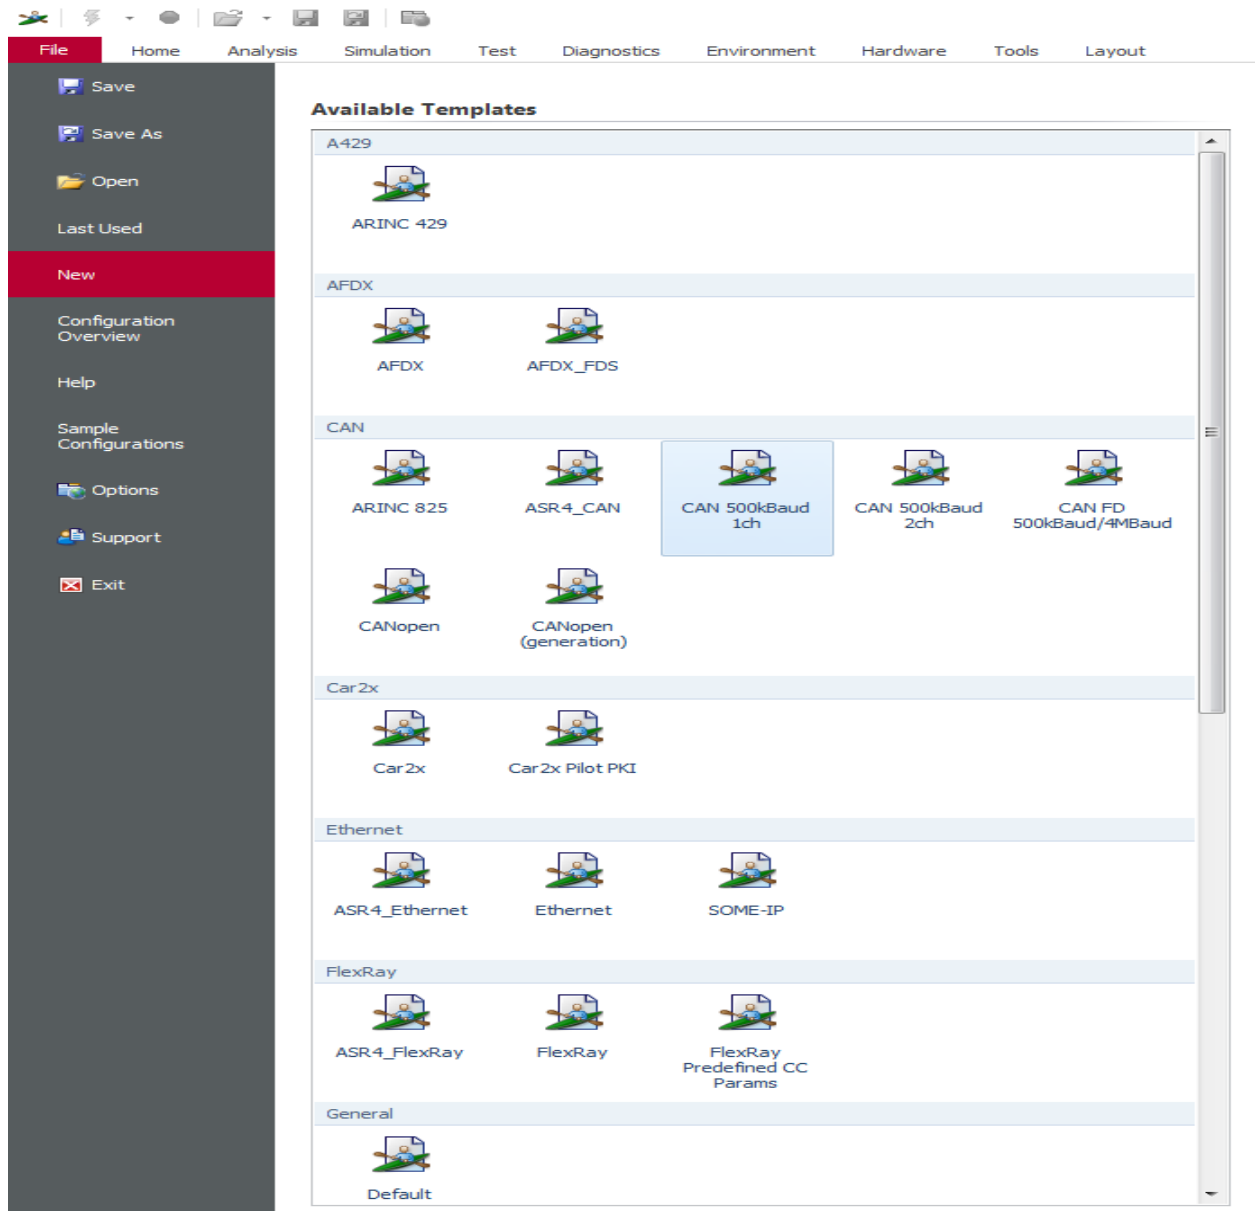 File Home Analysis Simulation Test Diagnostics Environment Hardware Tools Layout
Save
Save As
Open
Last Used
New
Configuration
Overview
Help
Sample
Configurations
Options
Support
Exit
Available Templates
A429
ARINC 429
AFDX
AFDX AFDX_FDS
CAN
ARINC 825 ASR4_CAN CAN 500kBaud CAN 500kBaud CAN FD
1ch 2ch 500kBaud/4MBaud
CANopen CANopen
(generation)
Car2x
Car2x Car2x Pilot PKI
Ethernet
ASR4_Ethernet Ethernet SOME-IP
FlexRay
ASR4_FlexRay FlexRay FlexRay
Predefined CC
Params
General
Default